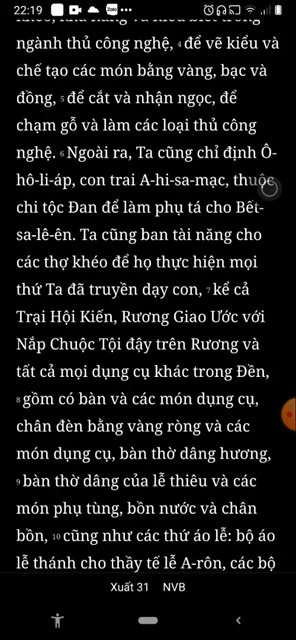 22:19
ngành thủ công nghệ, 4 để vẽ kiểu và
chế tạo các món bằng vàng, bạc và
đồng, 5 để cắt và nhận ngọc, để
chạm gỗ và làm các loại thủ công
nghệ. 6 Ngoài ra, Ta cũng chỉ định Ô-
hô-li-áp, con trai A-hi-sa-mạc, thuộc
chi tộc Đan để làm phụ tá cho Bết-
sa-lê-ên. Ta cũng ban tài năng cho
các thợ khéo để họ thực hiện mọi
thứ Ta đã truyền dạy con, 7 kể cả
Trại Hội Kiến, Rương Giao Ước với
Nắp Chuộc Tội đậy trên Rương và
tất cả mọi dụng cụ khác trong Đền,
8 gồm có bàn và các món dụng cụ,
chân đèn bằng vàng ròng và các
món dụng cụ, bàn thờ dâng hương,
9 bàn thờ dâng của lễ thiêu và các
món phụ tùng, bồn nước và chân
bồn, 10 cũng như các thứ áo lễ: bộ áo
lễ thánh cho thầy tế lễ A-rôn, các bộ
Xuất 31 NVB